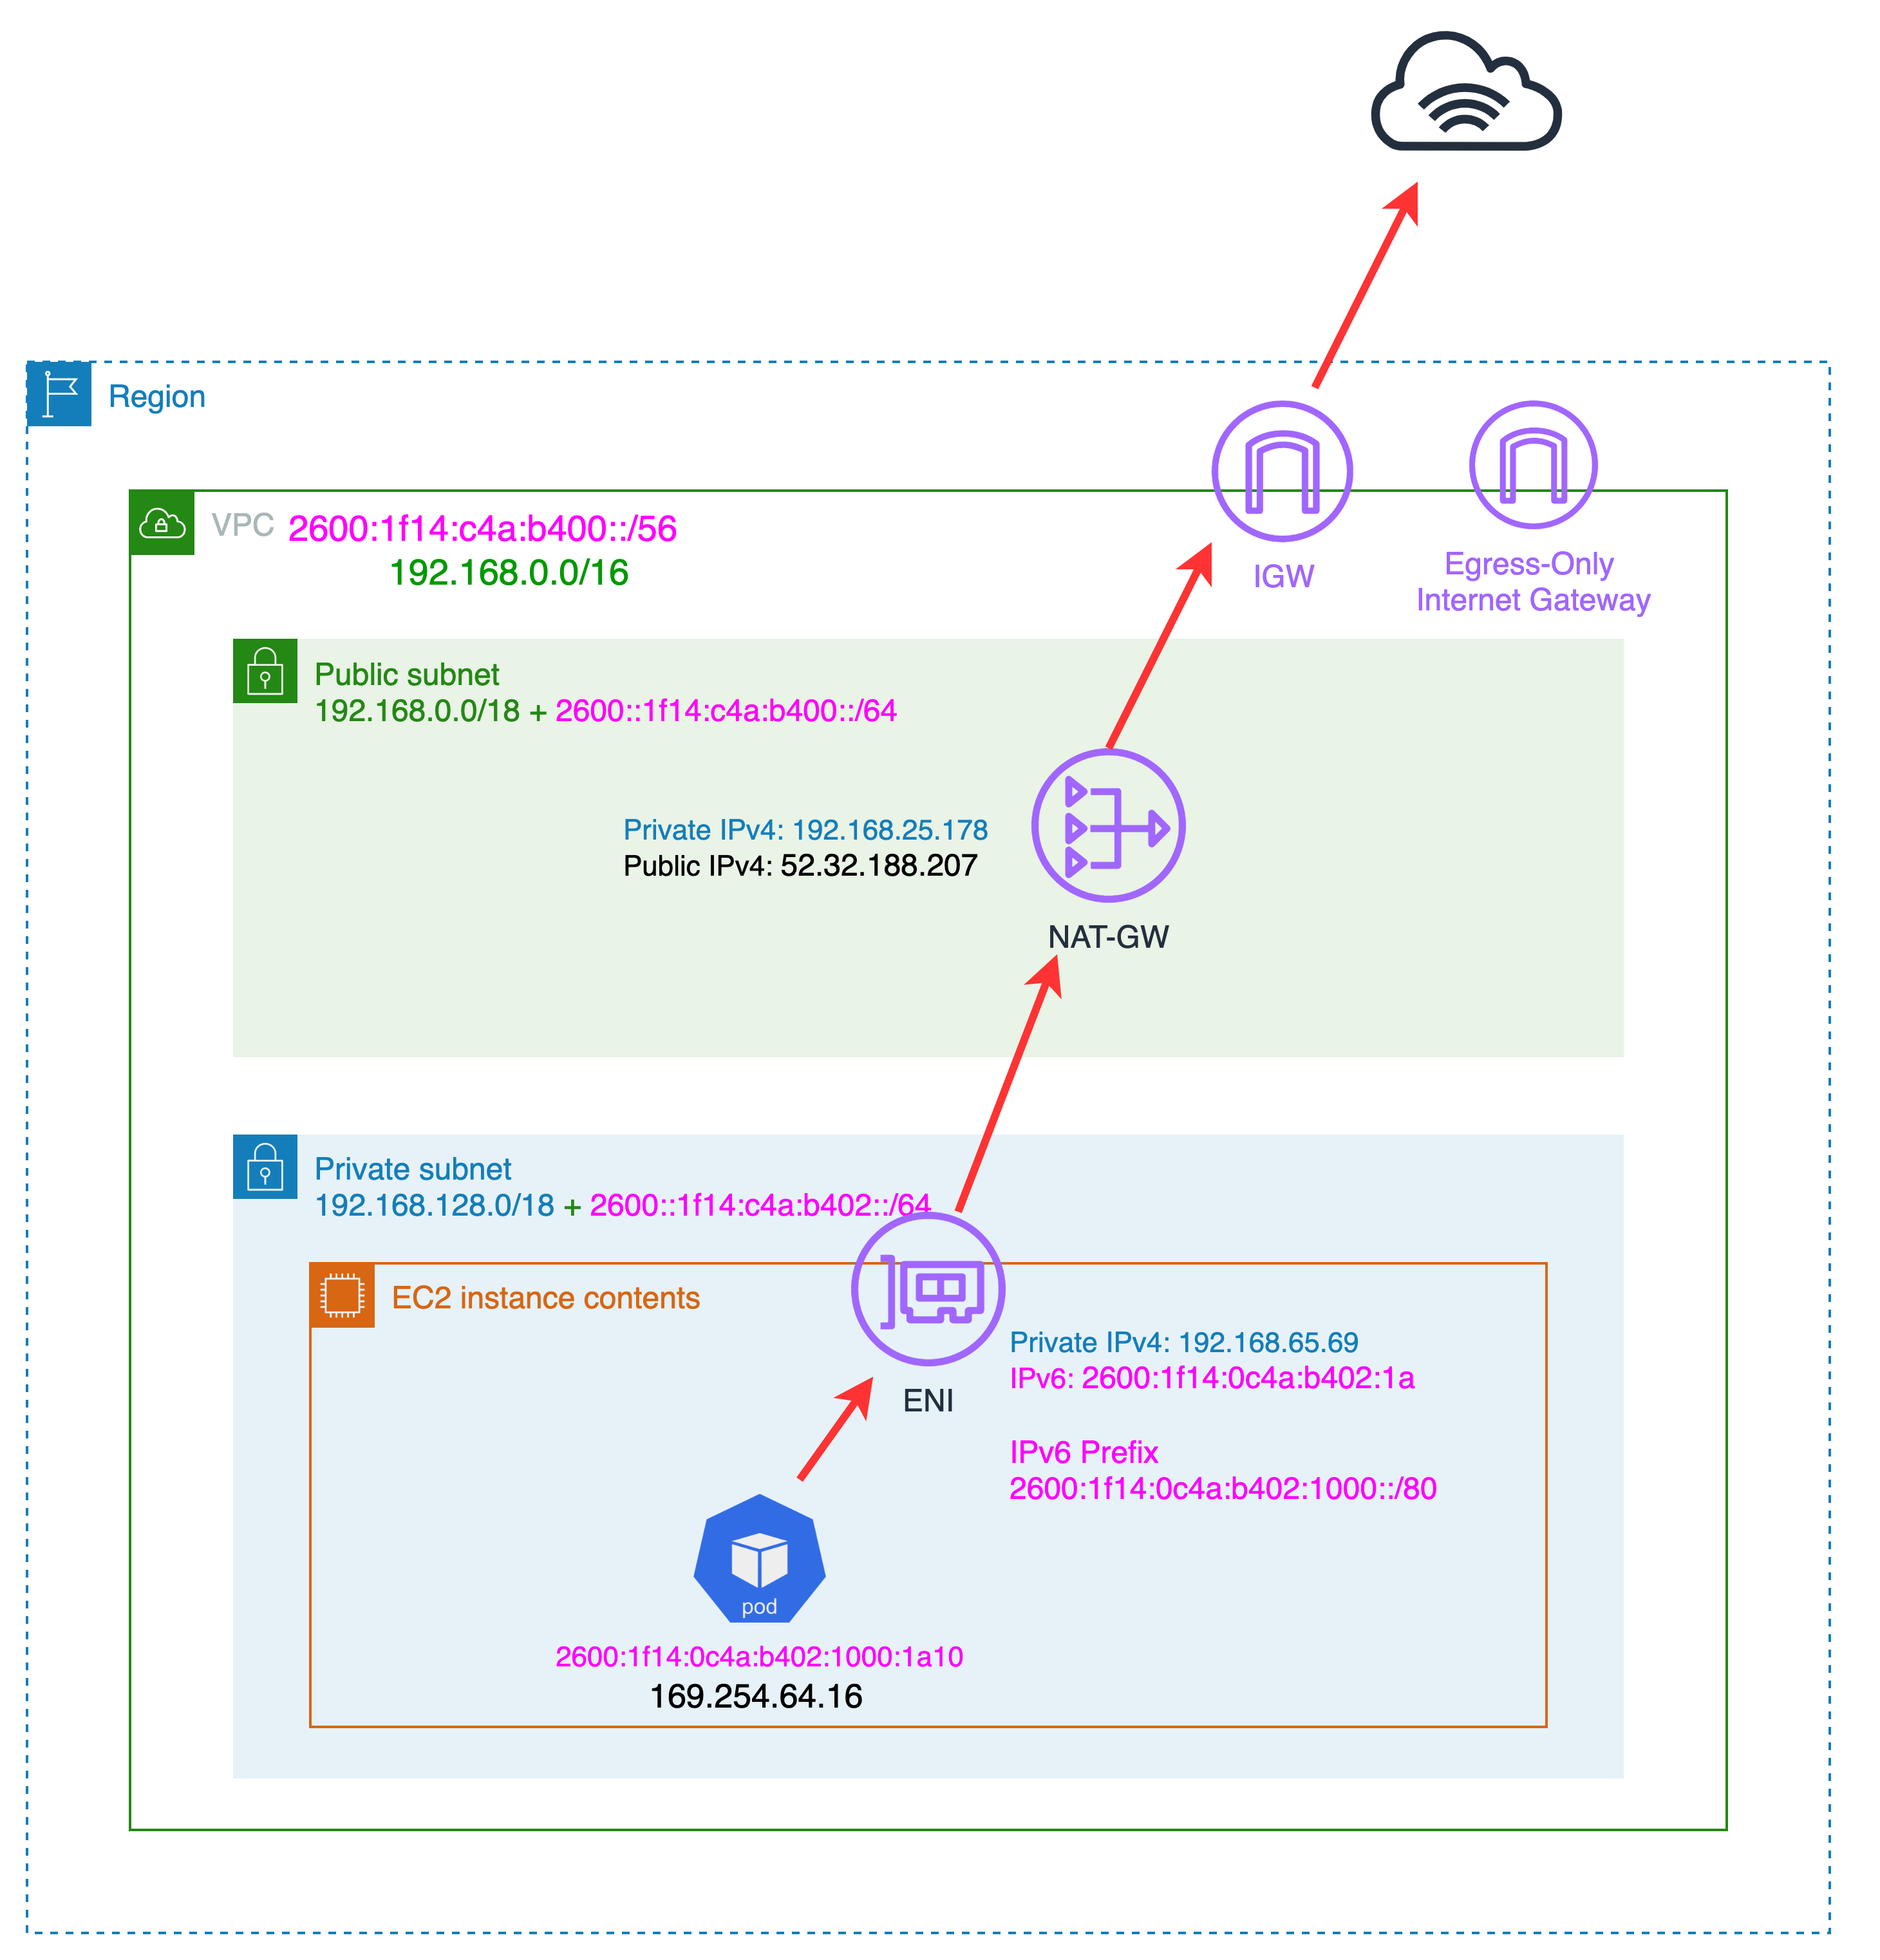 Region
VPC 2600:1f14:c4a:b400::/56
192.168.0.0/16
IGW
Egress-Only
Internet Gateway
Public subnet
192.168.0.0/18 + 2600::1f14:c4a:b400::/64
Private IPv4: 192.168.25.178
Public IPv4: 52.32.188.207
NAT-GW
Private subnet
192.168.128.0/18 + 2600::1f14:c4a:b402::/64
EC2 instance contents
ENI
Private IPv4: 192.168.65.69
IPv6: 2600:1f14:0c4a:b402:1a
IPv6 Prefix
2600:1f14:0c4a:b402:1000::/80
pod
2600:1f14:0c4a:b402:1000:1a10
169.254.64.16